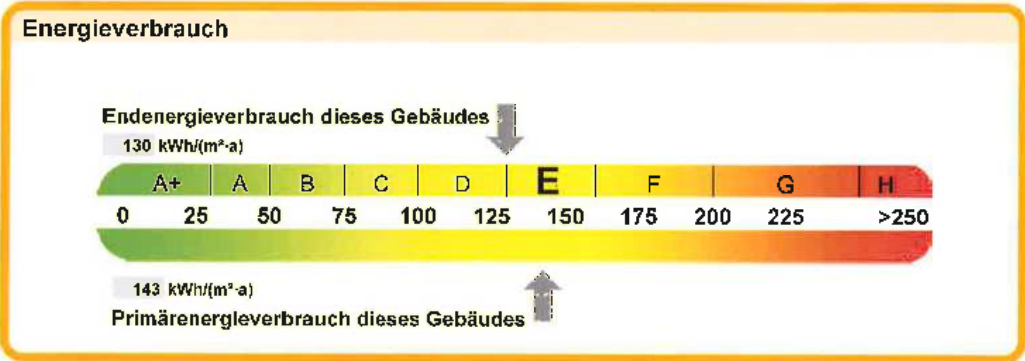 Energieverbrauch
Endenergieverbrauch dieses Gebäudes
130 kWh/(m²·a)
A+ A B C D E F G H
0 25 50 75 100 125 150 175 200 225 >250
143 kWh/(m²·a)
Primärenergieverbrauch dieses Gebäudes